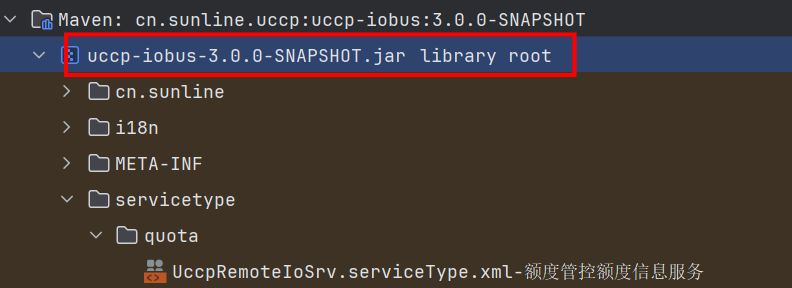 Maven: cn.sunline.uccp:uccp-iobus:3.0.0-SNAPSHOT
uccp-iobus-3.0.0-SNAPSHOT.jar library root
cn.sunline
i18n
META-INF
servicetype
quota
UccpRemoteIoSrv.serviceType.xml-额度管控额度信息服务